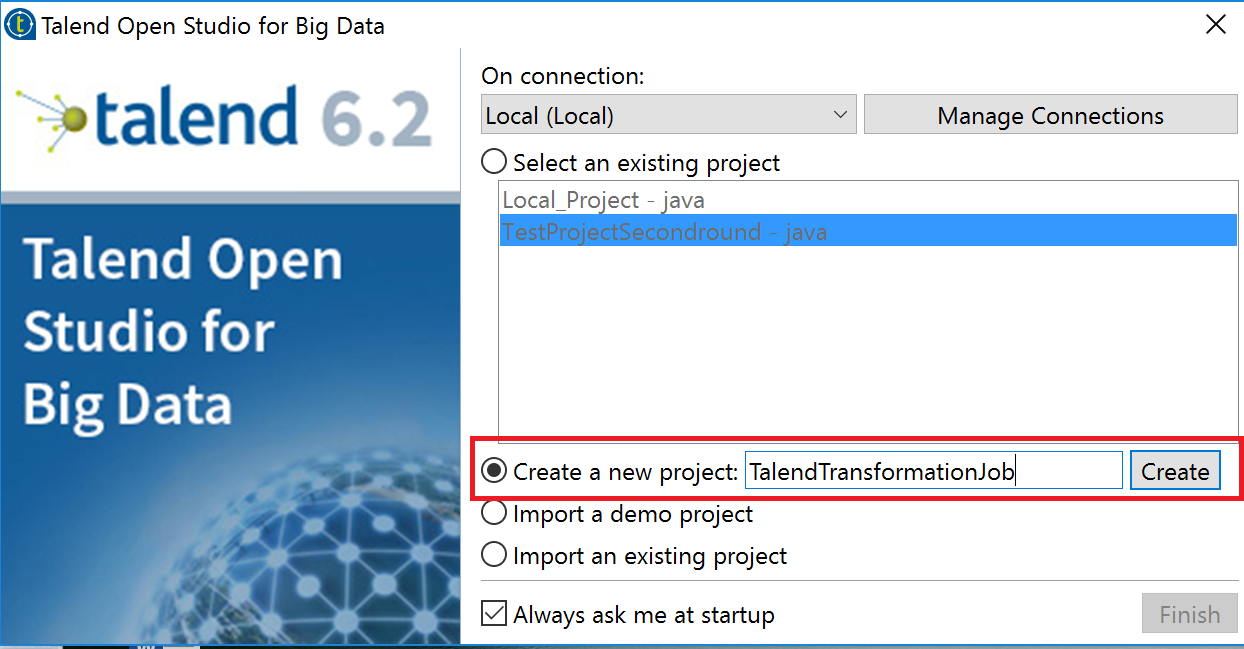 Talend Open Studio for Big Data
talend 6.2
Talend Open
Studio for
Big Data
On connection:
Local (Local)
Manage Connections
Select an existing project
Local_Project - java
TestProjectSecondround - java
Create a new project: TalendTransformationJob Create
Import a demo project
Import an existing project
Always ask me at startup
Finish